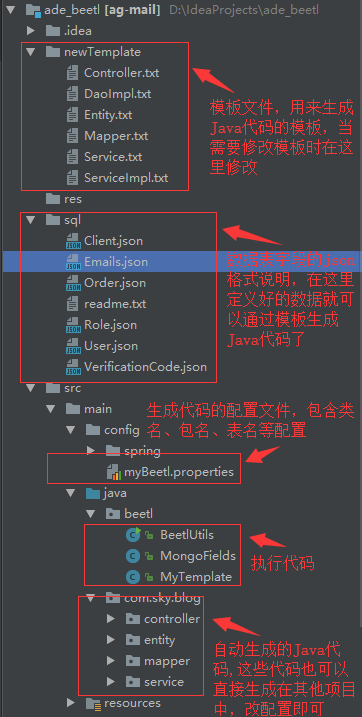 ade_beetl [ag-mail] D:\IdeaProjects\ade_beetl
.idea
newTemplate
Controller.txt
DaoImpl.txt
Entity.txt
Mapper.txt
Service.txt
ServiceImpl.txt
模板文件，用来生成
Java代码的模板，当
需要修改模板时在这
里修改
res
sql
Client.json
Emails.json
Order.json
readme.txt
Role.json
User.json
VerificationCode.json
字段的json
格式说明，在这里
定义好的数据就可
以通过模板生成
Java代码了
src
main
config
spring
myBeetl.properties
生成代码的配置文件，包含类
名、包名、表名等配置
java
beetl
BeetlUtils
MongoFields
MyTemplate
执行代码
com.sky.blog
controller
entity
mapper
service
自动生成的Java代
码,这些代码也可以
直接生成在其他项目
中，改配置即可
resources